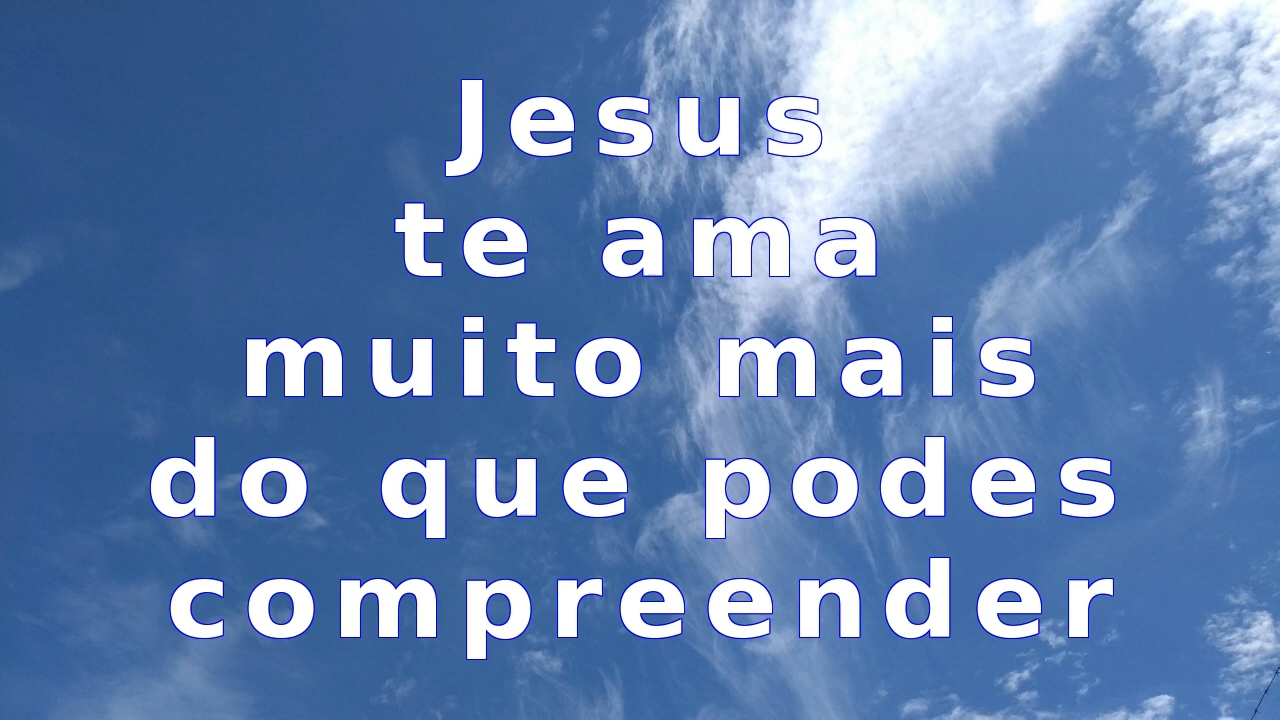 Jesus
te ama
muito mais
do que podes
compreender